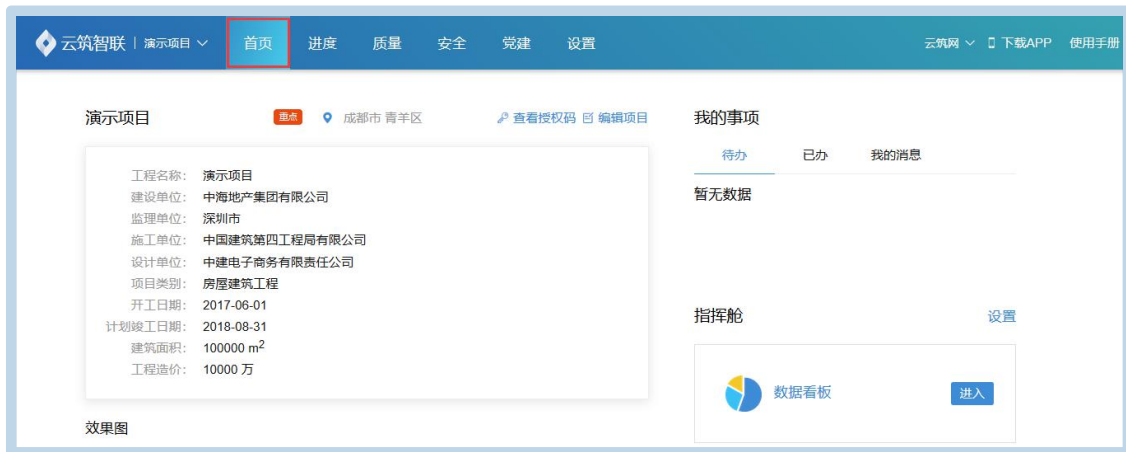 云筑智联 演示项目 首页 进度 质量 安全 党建 设置 云筑网 下载APP 使用手册
演示项目 重点 成都市 青羊区 查看授权码 编辑项目
工程名称: 演示项目
建设单位: 中海地产集团有限公司
监理单位: 深圳市
施工单位: 中国建筑第四工程局有限公司
设计单位: 中建电子商务有限责任公司
项目类别: 房屋建筑工程
开工日期: 2017-06-01
计划竣工日期: 2018-08-31
建筑面积: 100000 m²
工程造价: 10000 万
效果图
我的事项
待办 已办 我的消息
暂无数据
指挥舱 设置
数据看板 进入